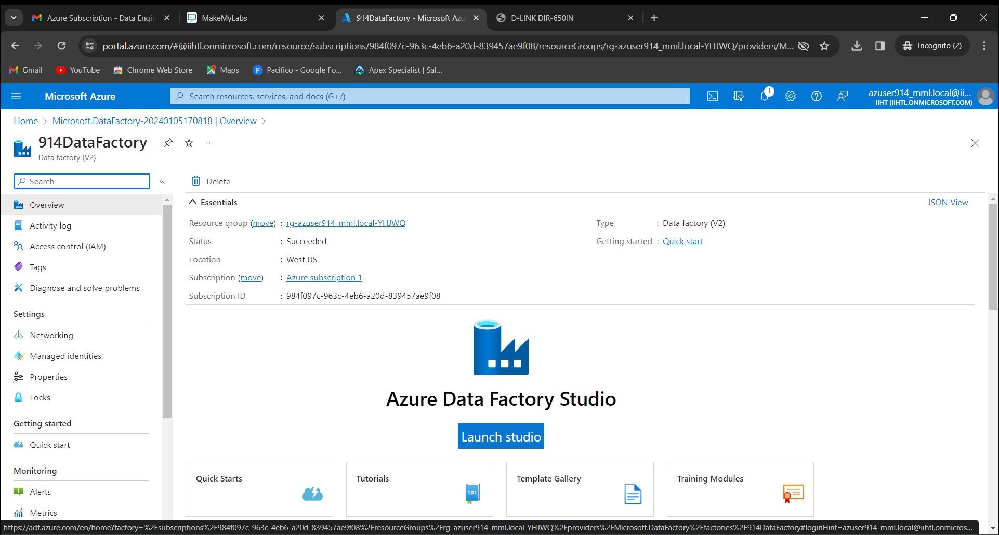 Azure Subscription - Data Engin
MakeMyLabs
914DataFactory - Microsoft Azu
D-LINK DIR-650IN
portal.azure.com/#@iihtl.onmicrosoft.com/resource/subscriptions/984f097c-963c-4eb6-a20d-839457ae9f08/resourceGroups/rg-azuser914_mml.local-YHJWQ/providers/M...
Incognito (2)
Gmail
YouTube
Chrome Web Store
Maps
F Pacifico - Google Fo...
Apex Specialist | Sal...
Microsoft Azure
Search resources, services, and docs (G+/)
1
azuser914_mml.local@ii...
IIHT (IIHTL.ONMICROSOFT.COM)
Home > Microsoft.DataFactory-20240105170818 | Overview >
914DataFactory
...
Data factory (V2)
Search
«
Delete
Overview
Activity log
Access control (IAM)
Tags
Diagnose and solve problems
Settings
Networking
Managed identities
Properties
Locks
Getting started
Quick start
Monitoring
Alerts
Metrics
Essentials
JSON View
Resource group (move) : rg-azuser914_mml.local-YHJWQ
Status : Succeeded
Location : West US
Subscription (move) : Azure subscription 1
Subscription ID : 984f097c-963c-4eb6-a20d-839457ae9f08
Type : Data factory (V2)
Getting started : Quick start
Azure Data Factory Studio
Launch studio
Quick Starts
Tutorials
101
Template Gallery
Training Modules
https://adf.azure.com/en/home?factory=%2Fsubscriptions%2F984f097c-963c-4eb6-a20d-839457ae9f08%2FresourceGroups%2Frg-azuser914_mml.local-YHJWQ%2Fproviders%2FMicrosoft.DataFactory%2Ffactories%2F914DataFactory#loginHint=azuser914_mml.local@iihtl.onmicros...